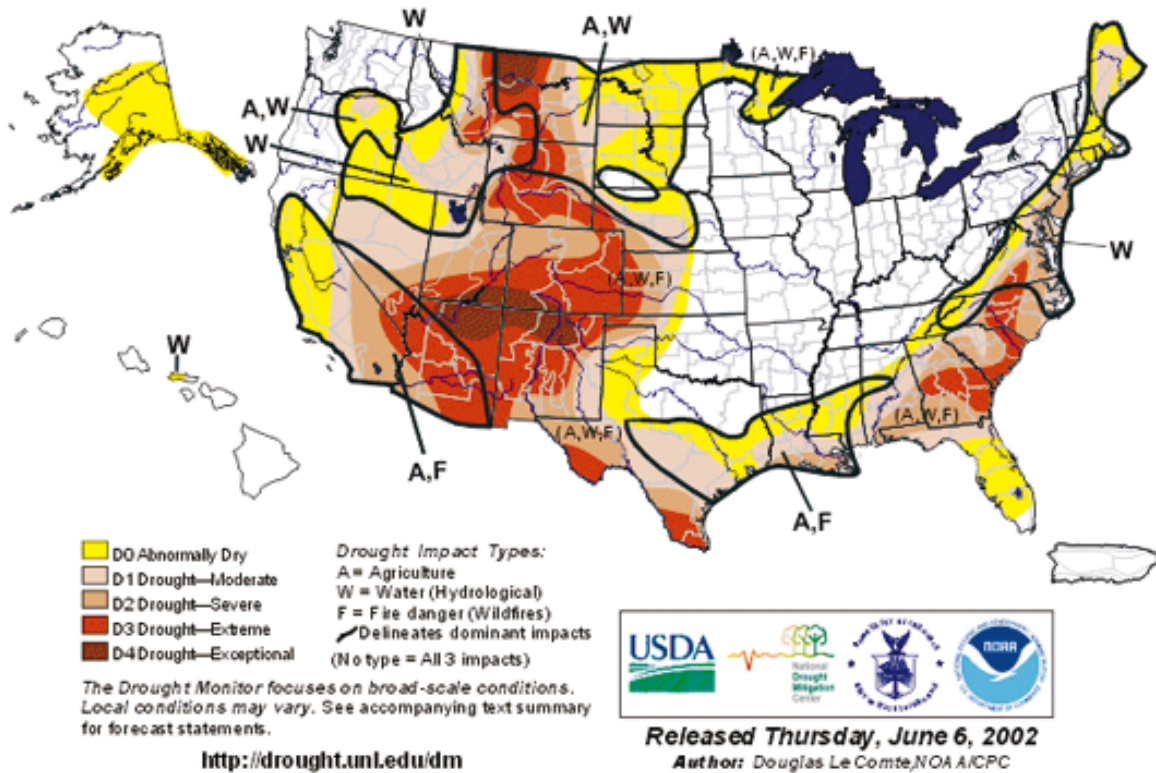 W
A,W
(A,W,F)
A,W
W
W
(A,W,F)
W
A,F
(A,W,F)
(A,W,F)
A,F
D0 Abnormally Dry
D1 Drought—Moderate
D2 Drought—Severe
D3 Drought—Extreme
D4 Drought—Exceptional
Drought Impact Types:
A = Agriculture
W = Water (Hydrological)
F = Fire danger (Wildfires)
Delineates dominant impacts
(No type = All 3 impacts)
The Drought Monitor focuses on broad-scale conditions.
Local conditions may vary. See accompanying text summary
for forecast statements.
http://drought.unl.edu/dm
USDA
National
Drought
Mitigation
Center
NOAA
Released Thursday, June 6, 2002
Author: Douglas Le Comte,NOAA/CPC